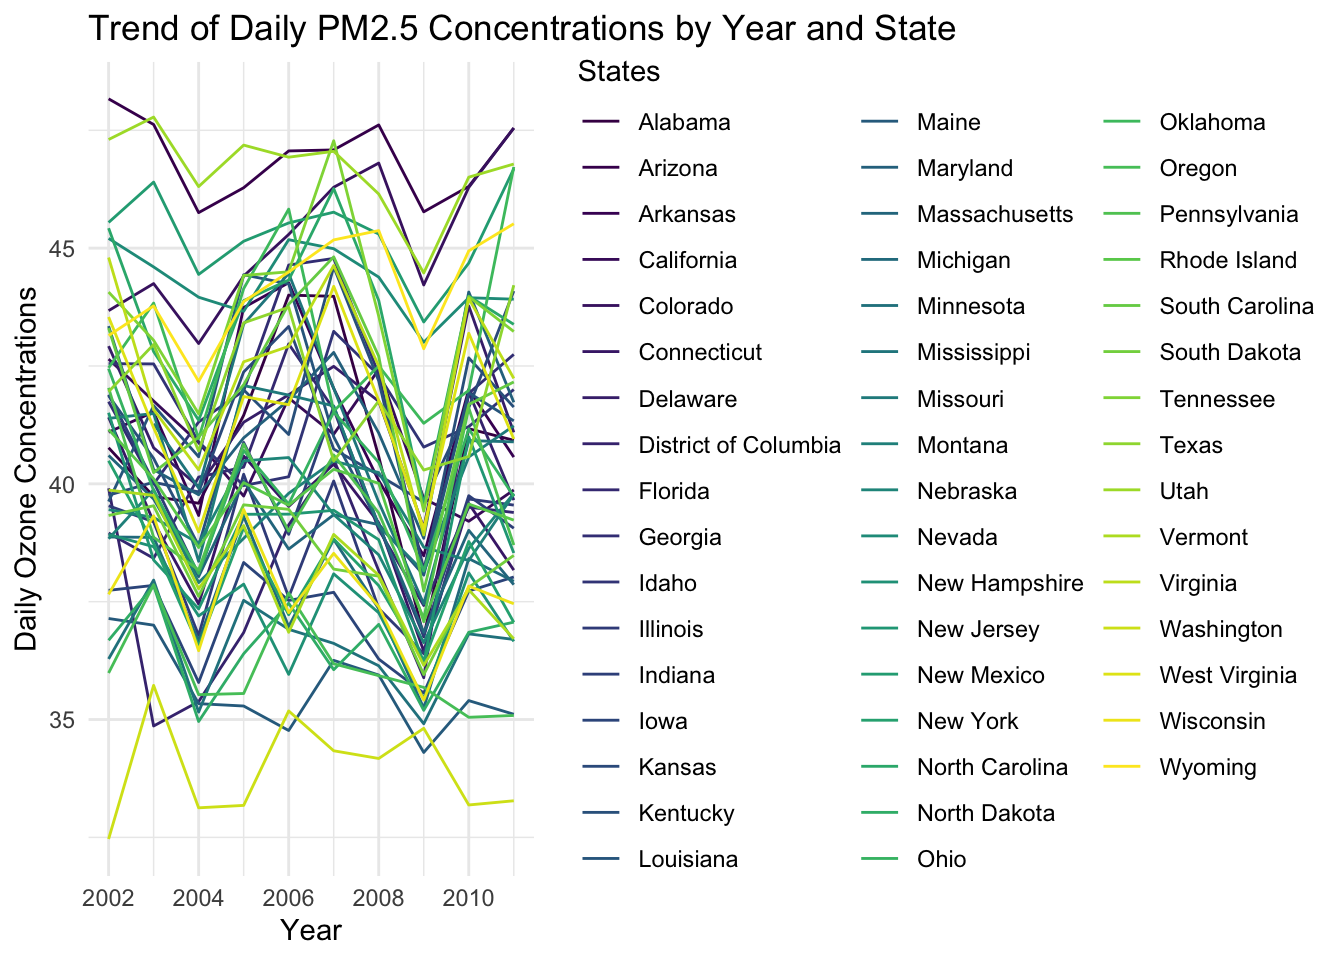 Trend of Daily PM2.5 Concentrations by Year and State
Daily Ozone Concentrations
45
40
35
2002
2004
2006
2008
2010
Year
States
Alabama
Arizona
Arkansas
California
Colorado
Connecticut
Delaware
District of Columbia
Florida
Georgia
Idaho
Illinois
Indiana
Iowa
Kansas
Kentucky
Louisiana
Maine
Maryland
Massachusetts
Michigan
Minnesota
Mississippi
Missouri
Montana
Nebraska
Nevada
New Hampshire
New Jersey
New Mexico
New York
North Carolina
North Dakota
Ohio
Oklahoma
Oregon
Pennsylvania
Rhode Island
South Carolina
South Dakota
Tennessee
Texas
Utah
Vermont
Virginia
Washington
West Virginia
Wisconsin
Wyoming